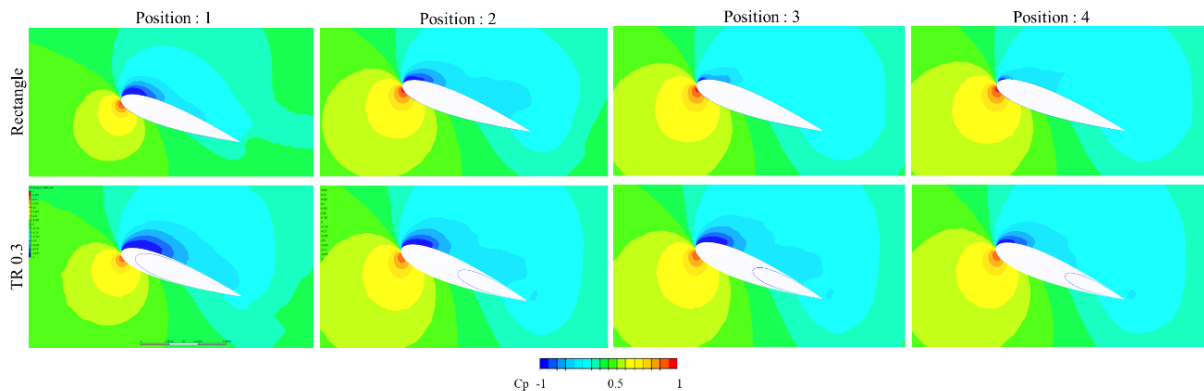 Position : 1
Position : 2
Position : 3
Position : 4
Rectangle
TR 0.3
Cp -1 0.5 1